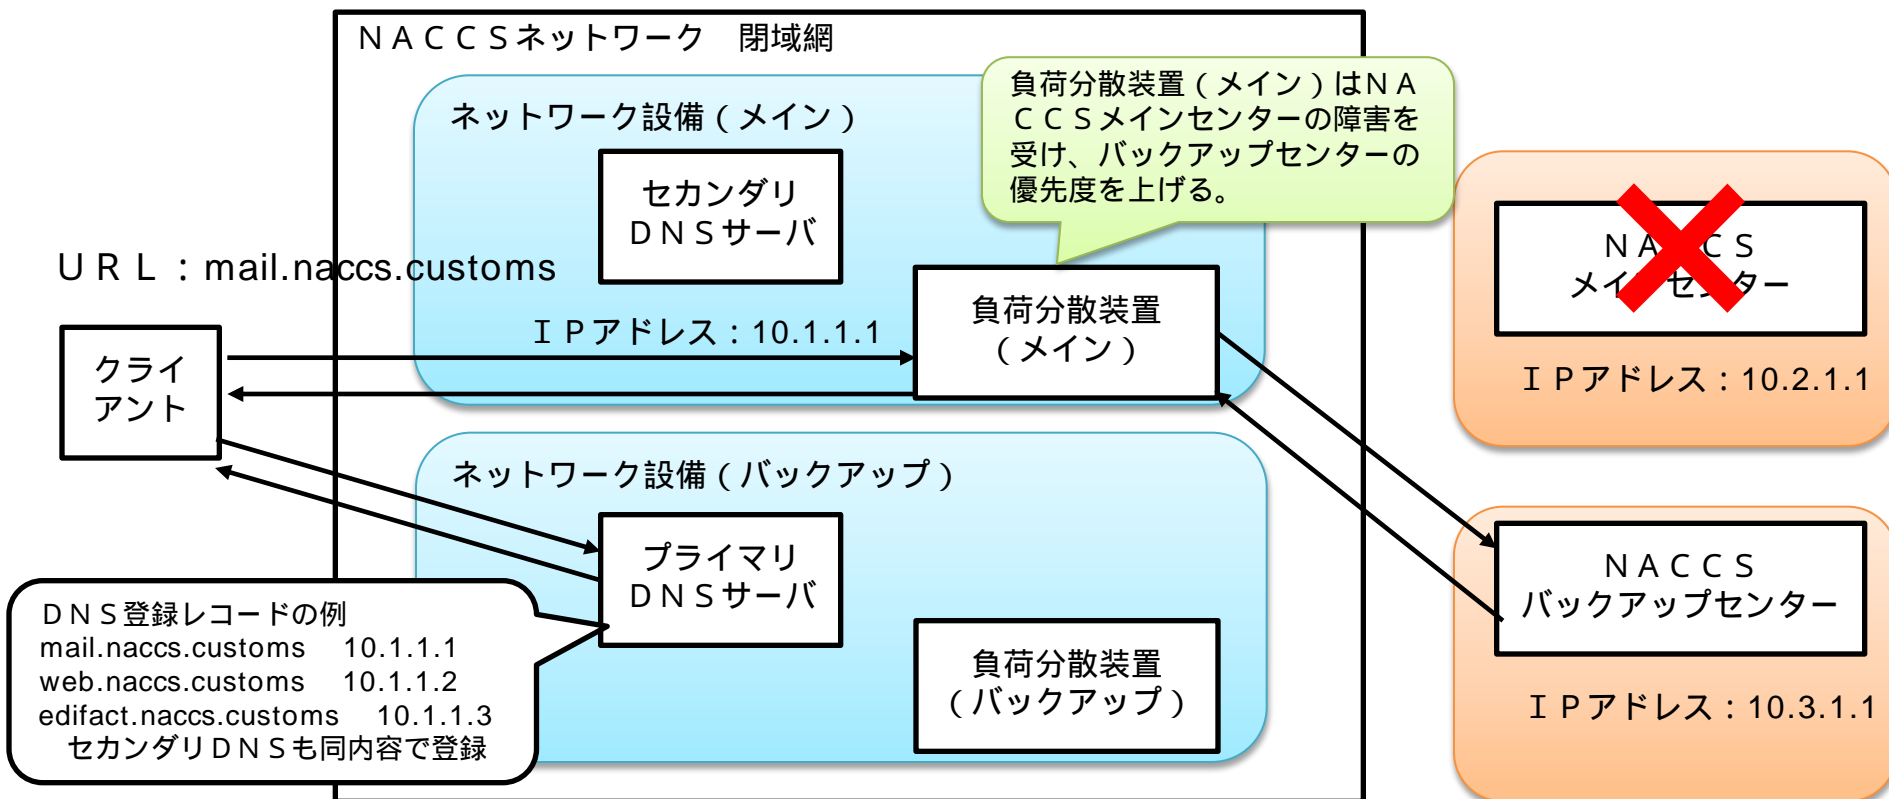 ＮＡＣＣＳネットワーク　閉域網
ネットワーク設備（メイン）
負荷分散装置（メイン）はＮＡ
ＣＣＳメインセンターの障害を
受け、バックアップセンターの
優先度を上げる。
セカンダリ
ＤＮＳサーバ
ＵＲＬ：mail.naccs.customs
ＩＰアドレス：10.1.1.1
負荷分散装置
（メイン）
クライ
アント
ＮＡＣＣＳ
メインセンター
ＩＰアドレス：10.2.1.1
ネットワーク設備（バックアップ）
プライマリ
ＤＮＳサーバ
負荷分散装置
（バックアップ）
ＮＡＣＣＳ
バックアップセンター
ＩＰアドレス：10.3.1.1
ＤＮＳ登録レコードの例
mail.naccs.customs　10.1.1.1
web.naccs.customs　10.1.1.2
edifact.naccs.customs　10.1.1.3
セカンダリＤＮＳも同内容で登録